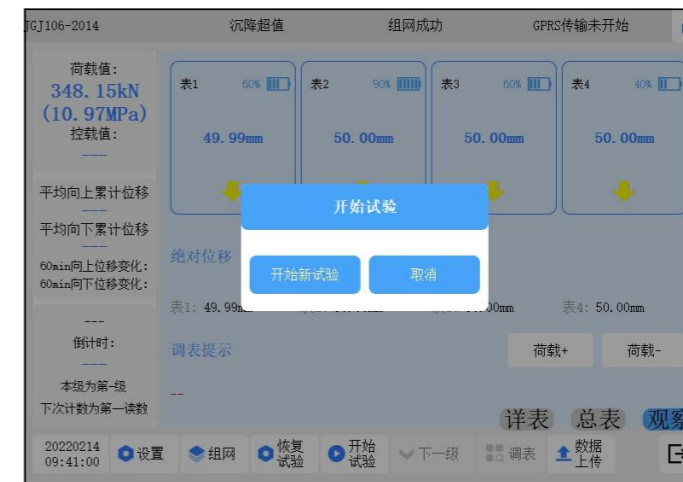 JGJ106-2014 沉降超值 组网成功 GPRS传输未开始
荷载值:
348.15kN
(10.97MPa)
控载值:
---
平均向上累计位移
---
平均向下累计位移
---
60min向上位移变化:
60min向下位移变化:
---
倒计时:
---
本级为第-级
下次计数为第一读数
表1 60% 表2 90% 表3 60% 表4 40%
49.99mm 50.00mm 50.00mm 50.00mm
开始试验
开始新试验 取消
绝对位移
表1: 49.99 00mm 表4: 50.00mm
调表提示 荷载+ 荷载-
--
详表 总表 观察
20220214
09:41:00
设置 组网 恢复试验 开始试验 下一级 调表 数据上传